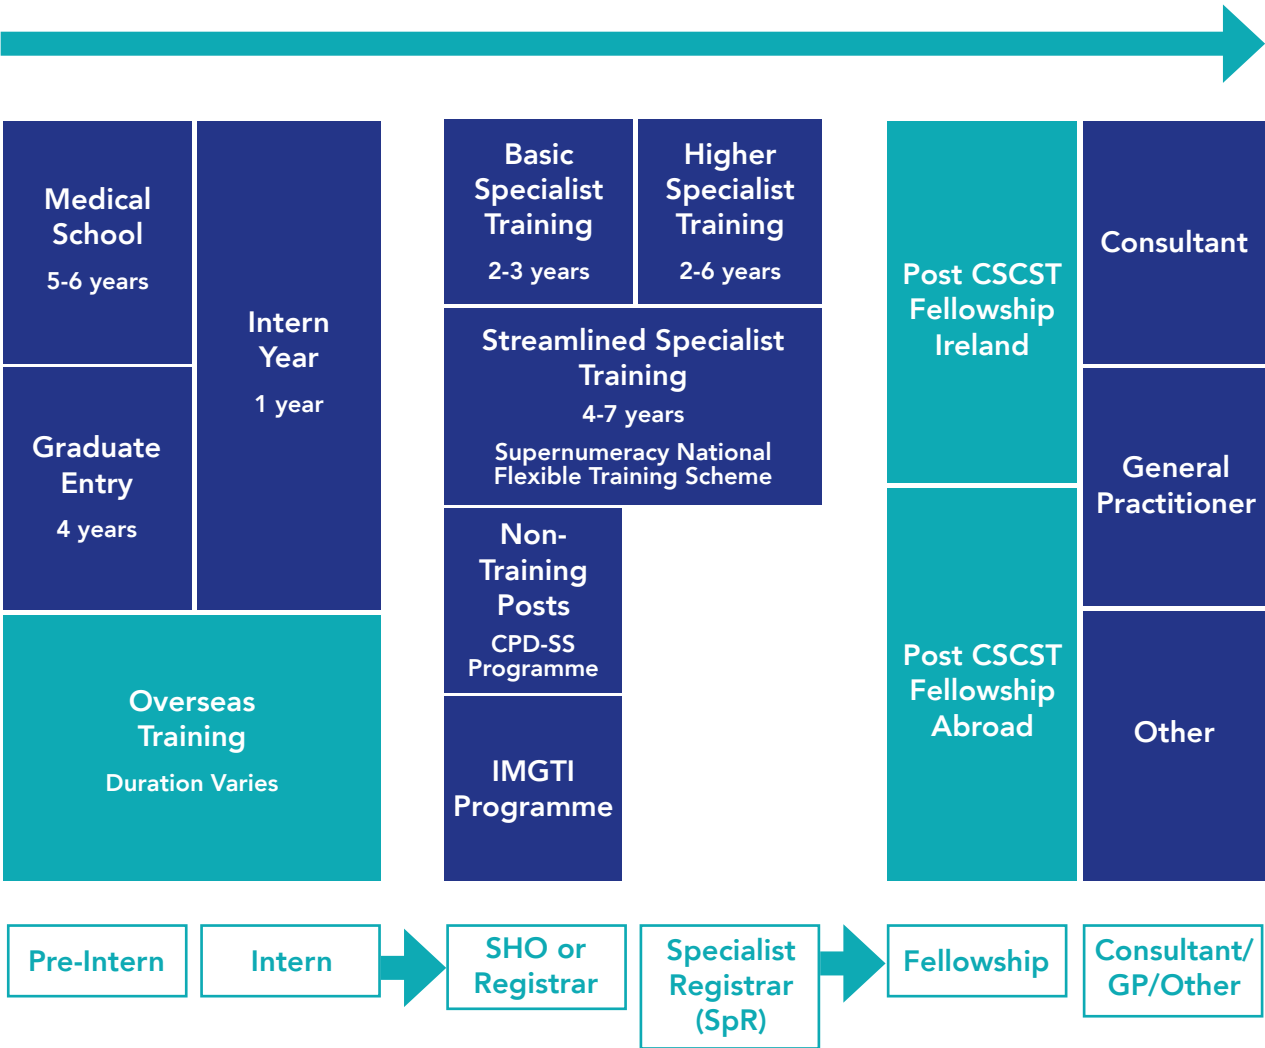 Medical
School
5-6 years
Graduate
Entry
4 years
Intern
Year
1 year
Overseas
Training
Duration Varies
Basic
Specialist
Training
2-3 years
Higher
Specialist
Training
2-6 years
Streamlined Specialist
Training
4-7 years
Supernumeracy National
Flexible Training Scheme
Non-
Training
Posts
CPD-SS
Programme
IMGTI
Programme
Post CSCST
Fellowship
Ireland
Post CSCST
Fellowship
Abroad
Consultant
General
Practitioner
Other
Pre-Intern
Intern
SHO or
Registrar
Specialist
Registrar
(SpR)
Fellowship
Consultant/
GP/Other